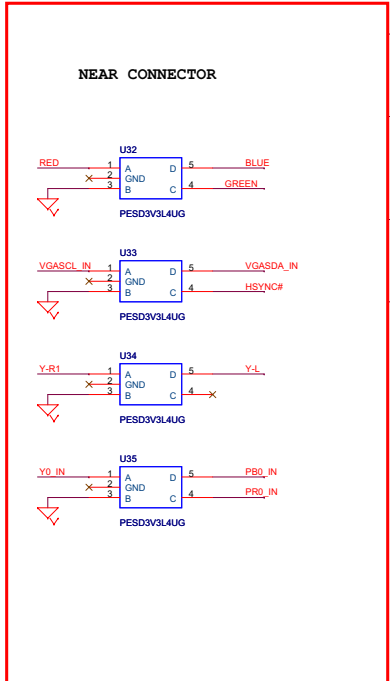 NEAR CONNECTOR
U32
RED 1 A D 5 BLUE
2 GND
3 B C 4 GREEN
PESD3V3L4UG
U33
VGASCL_IN 1 A D 5 VGASDA_IN
2 GND
3 B C 4 HSYNC#
PESD3V3L4UG
U34
Y-R1 1 A D 5 Y-L
2 GND
3 B C 4
PESD3V3L4UG
U35
Y0_IN 1 A D 5 PB0_IN
2 GND
3 B C 4 PR0_IN
PESD3V3L4UG